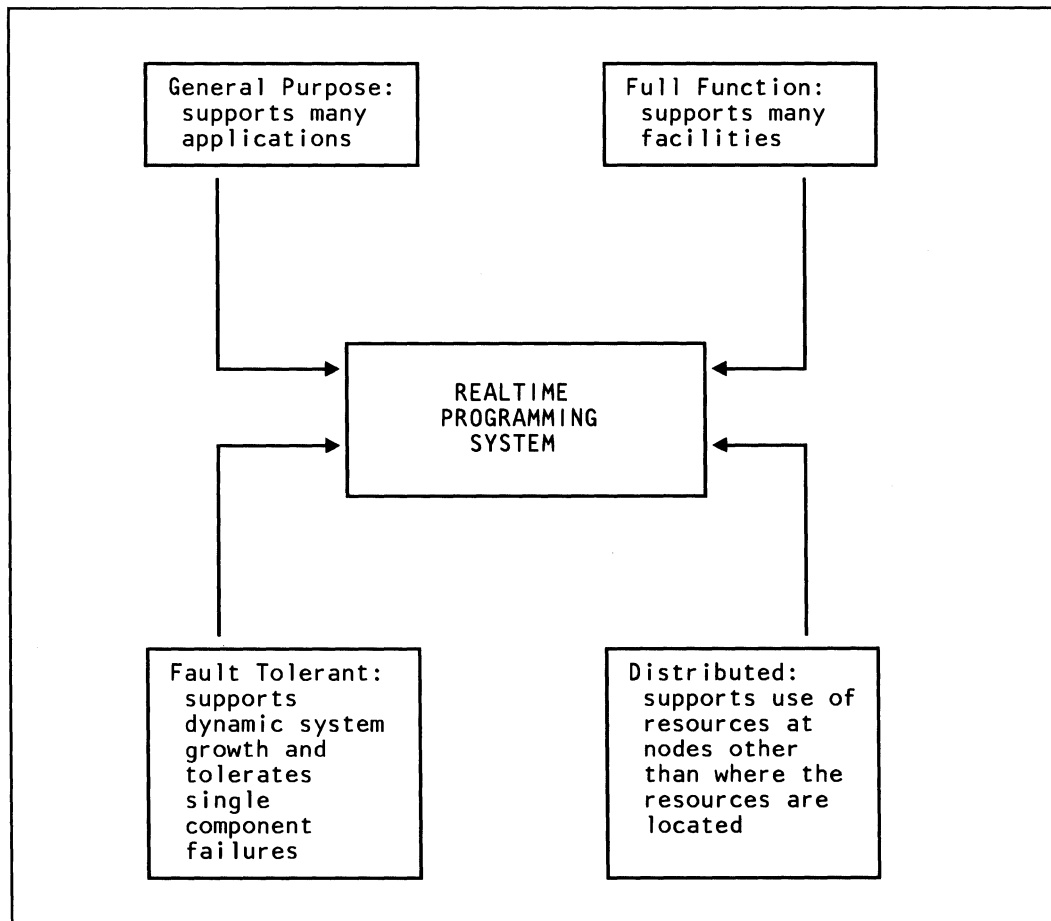 General Purpose:
supports many
applications
Full Function:
supports many
facilities
REALTIME
PROGRAMMING
SYSTEM
Fault Tolerant:
supports
dynamic system
growth and
tolerates
single
component
failures
Distributed:
supports use of
resources at
nodes other
than where the
resources are
located